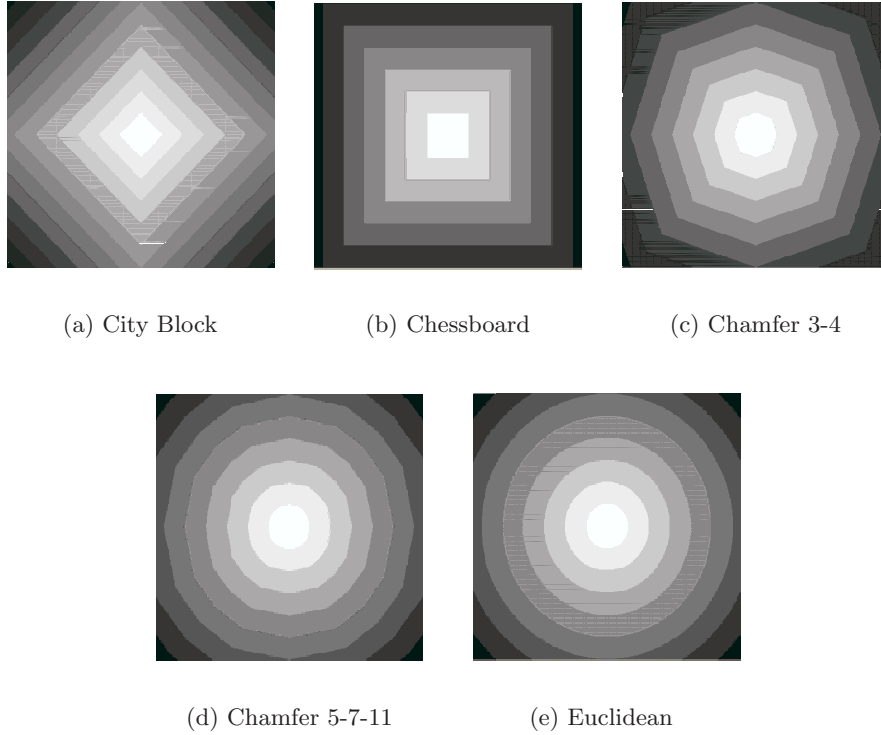 (a) City Block
(b) Chessboard
(c) Chamfer 3-4
(d) Chamfer 5-7-11
(e) Euclidean